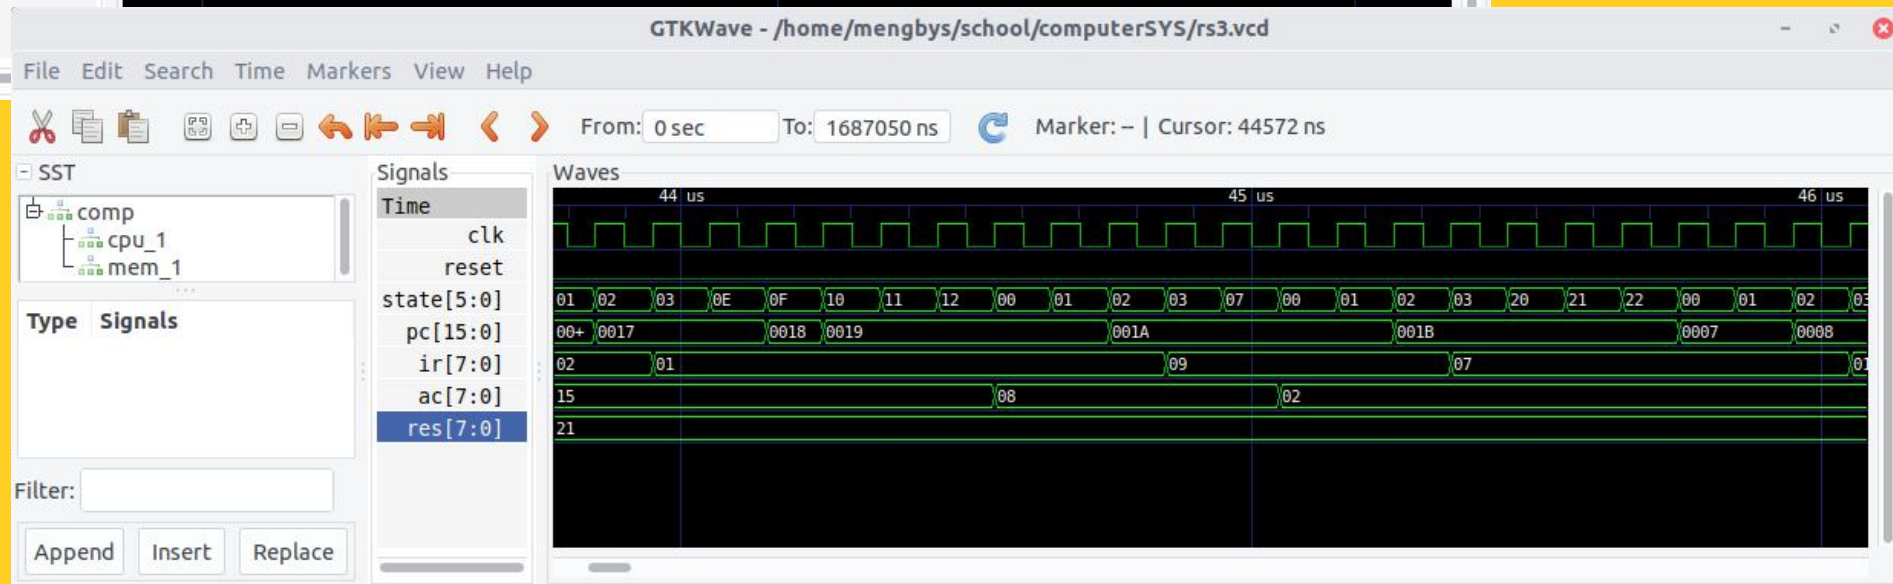 GTKWave - /home/mengbys/school/computerSYS/rs3.vcd
File Edit Search Time Markers View Help
From: 0 sec To: 1687050 ns Marker: -- | Cursor: 44572 ns
SST
comp
cpu_1
mem_1
Type Signals
Filter:
Append Insert Replace
Signals
Time
clk
reset
state[5:0]
pc[15:0]
ir[7:0]
ac[7:0]
res[7:0]
Waves
44 us 45 us 46 us
01 02 03 0E 0F 10 11 12 00 01 02 03 07 00 01 02 03 20 21 22 00 01 02 03
00+ 0017 0018 0019 001A 001B 0007 0008
02 01 09 07 01
15 08 02
21